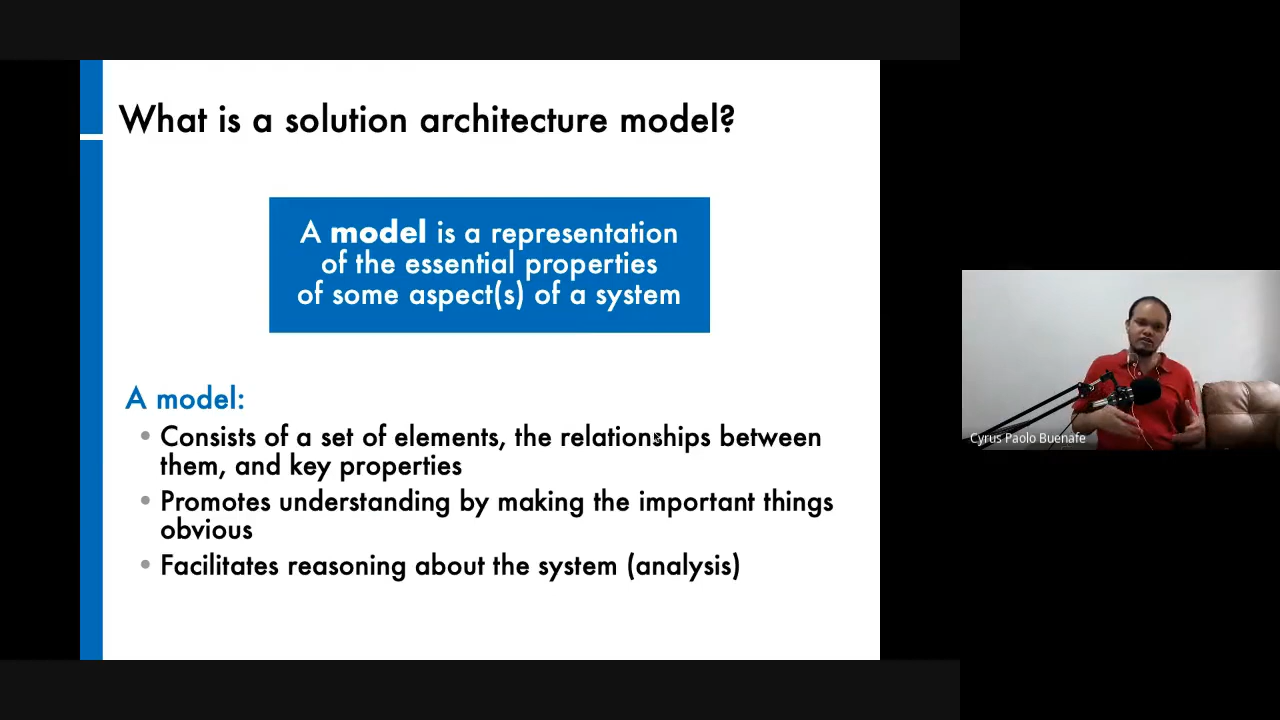 What is a solution architecture model?
A model is a representation
of the essential properties
of some aspect(s) of a system
A model:
• Consists of a set of elements, the relationships between
them, and key properties
• Promotes understanding by making the important things
obvious
• Facilitates reasoning about the system (analysis)
Cyrus Paolo Buenafe